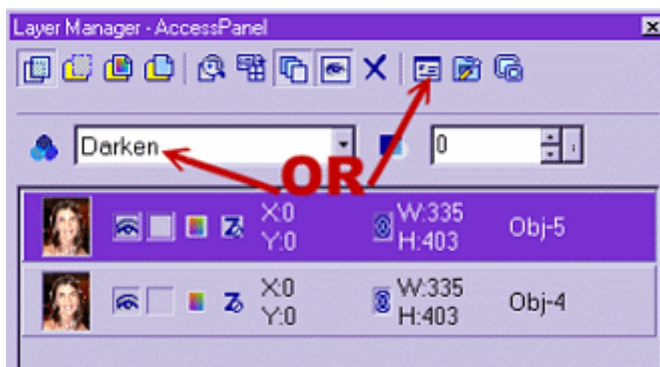 Layer Manager - AccessPanel
Darken
0
OR
X:0
Y:0
W:335
H:403
Obj-5
X:0
Y:0
W:335
H:403
Obj-4